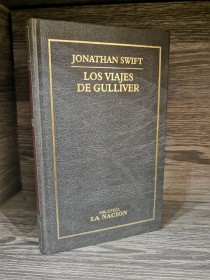 JONATHAN SWIFT
LOS VIAJES
DE GULLIVER
BIBLIOTECA
LA NACION